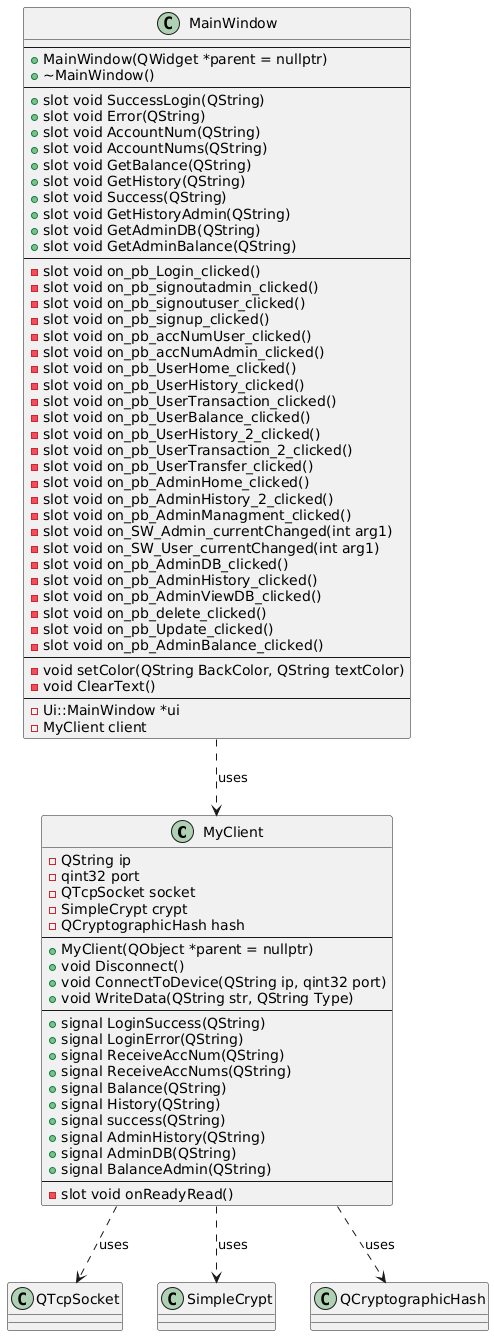 C MainWindow
MainWindow(QWidget *parent = nullptr)
~MainWindow()
slot void SuccessLogin(QString)
slot void Error(QString)
slot void AccountNum(QString)
slot void AccountNums(QString)
slot void GetBalance(QString)
slot void GetHistory(QString)
slot void Success(QString)
slot void GetHistoryAdmin(QString)
slot void GetAdminDB(QString)
slot void GetAdminBalance(QString)
slot void on_pb_Login_clicked()
slot void on_pb_signoutadmin_clicked()
slot void on_pb_signoutuser_clicked()
slot void on_pb_signup_clicked()
slot void on_pb_accNumUser_clicked()
slot void on_pb_accNumAdmin_clicked()
slot void on_pb_UserHome_clicked()
slot void on_pb_UserHistory_clicked()
slot void on_pb_UserTransaction_clicked()
slot void on_pb_UserBalance_clicked()
slot void on_pb_UserHistory_2_clicked()
slot void on_pb_UserTransaction_2_clicked()
slot void on_pb_UserTransfer_clicked()
slot void on_pb_AdminHome_clicked()
slot void on_pb_AdminHistory_2_clicked()
slot void on_pb_AdminManagment_clicked()
slot void on_SW_Admin_currentChanged(int arg1)
slot void on_SW_User_currentChanged(int arg1)
slot void on_pb_AdminDB_clicked()
slot void on_pb_AdminHistory_clicked()
slot void on_pb_AdminViewDB_clicked()
slot void on_pb_delete_clicked()
slot void on_pb_Update_clicked()
slot void on_pb_AdminBalance_clicked()
void setColor(QString BackColor, QString textColor)
void ClearText()
Ui::MainWindow *ui
MyClient client
uses
C MyClient
QString ip
qint32 port
QTcpSocket socket
SimpleCrypt crypt
QCryptographicHash hash
MyClient(QObject *parent = nullptr)
void Disconnect()
void ConnectToDevice(QString ip, qint32 port)
void WriteData(QString str, QString Type)
signal LoginSuccess(QString)
signal LoginError(QString)
signal ReceiveAccNum(QString)
signal ReceiveAccNums(QString)
signal Balance(QString)
signal History(QString)
signal success(QString)
signal AdminHistory(QString)
signal AdminDB(QString)
signal BalanceAdmin(QString)
slot void onReadyRead()
uses uses uses
C QTcpSocket C SimpleCrypt C QCryptographicHash